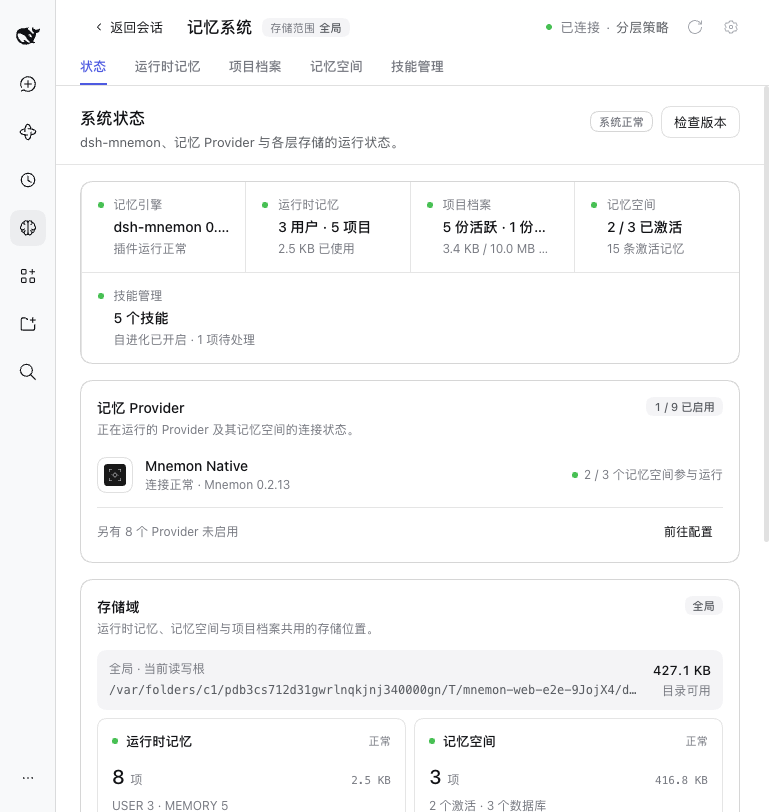 返回会话
记忆系统
存储范围 全局
已连接 · 分层策略
状态
运行时记忆
项目档案
记忆空间
技能管理
系统状态
dsh-mnemon、记忆 Provider 与各层存储的运行状态。
系统正常
检查版本
记忆引擎
dsh-mnemon 0....
插件运行正常
运行时记忆
3 用户 · 5 项目
2.5 KB 已使用
项目档案
5 份活跃 · 1 份...
3.4 KB / 10.0 MB ...
记忆空间
2 / 3 已激活
15 条激活记忆
技能管理
5 个技能
自进化已开启 · 1 项待处理
记忆 Provider
1 / 9 已启用
正在运行的 Provider 及其记忆空间的连接状态。
Mnemon Native
连接正常 · Mnemon 0.2.13
2 / 3 个记忆空间参与运行
另有 8 个 Provider 未启用
前往配置
存储域
全局
运行时记忆、记忆空间与项目档案共用的存储位置。
全局 · 当前读写根
427.1 KB
/var/folders/c1/pdb3cs712d31gwrlnqkjnj340000gn/T/mnemon-web-e2e-9JojX4/d…
目录可用
运行时记忆
正常
8 项
2.5 KB
USER 3 · MEMORY 5
记忆空间
正常
3 项
416.8 KB
2 个激活 · 3 个数据库